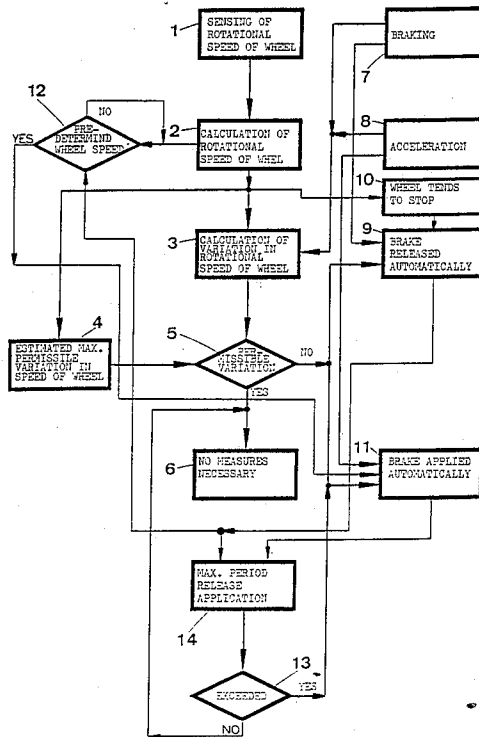 1
SENSING OF
ROTATIONAL
SPEED OF WHEEL
BRAKING
7
12
NO
YES
PRE-
DETERMIND
WHEEL SPEED
2
CALCULATION OF
ROTATIONAL
SPEED OF WHEL
8
ACCELERATION
10
WHEEL TENDS
TO STOP
3
CALCULATION OF
VARIATION IN
ROTATIONAL
SPEED OF WHEEL
9
BRAKE
RELEASED
AUTOMATICALLY
4
ESTIMATED MAX.
PERMISSILE
VARIATION IN
SPEED OF WHEEL
5
PER-
MISSIBLE
VARIATION
NO
YES
6
NO MEASURES
NECESSARY
11
BRAKE APPLIED
AUTOMATICALLY
MAX. PERIOD
RELEASE
APPLICATION
14
13
EXCEEDED
YES
NO